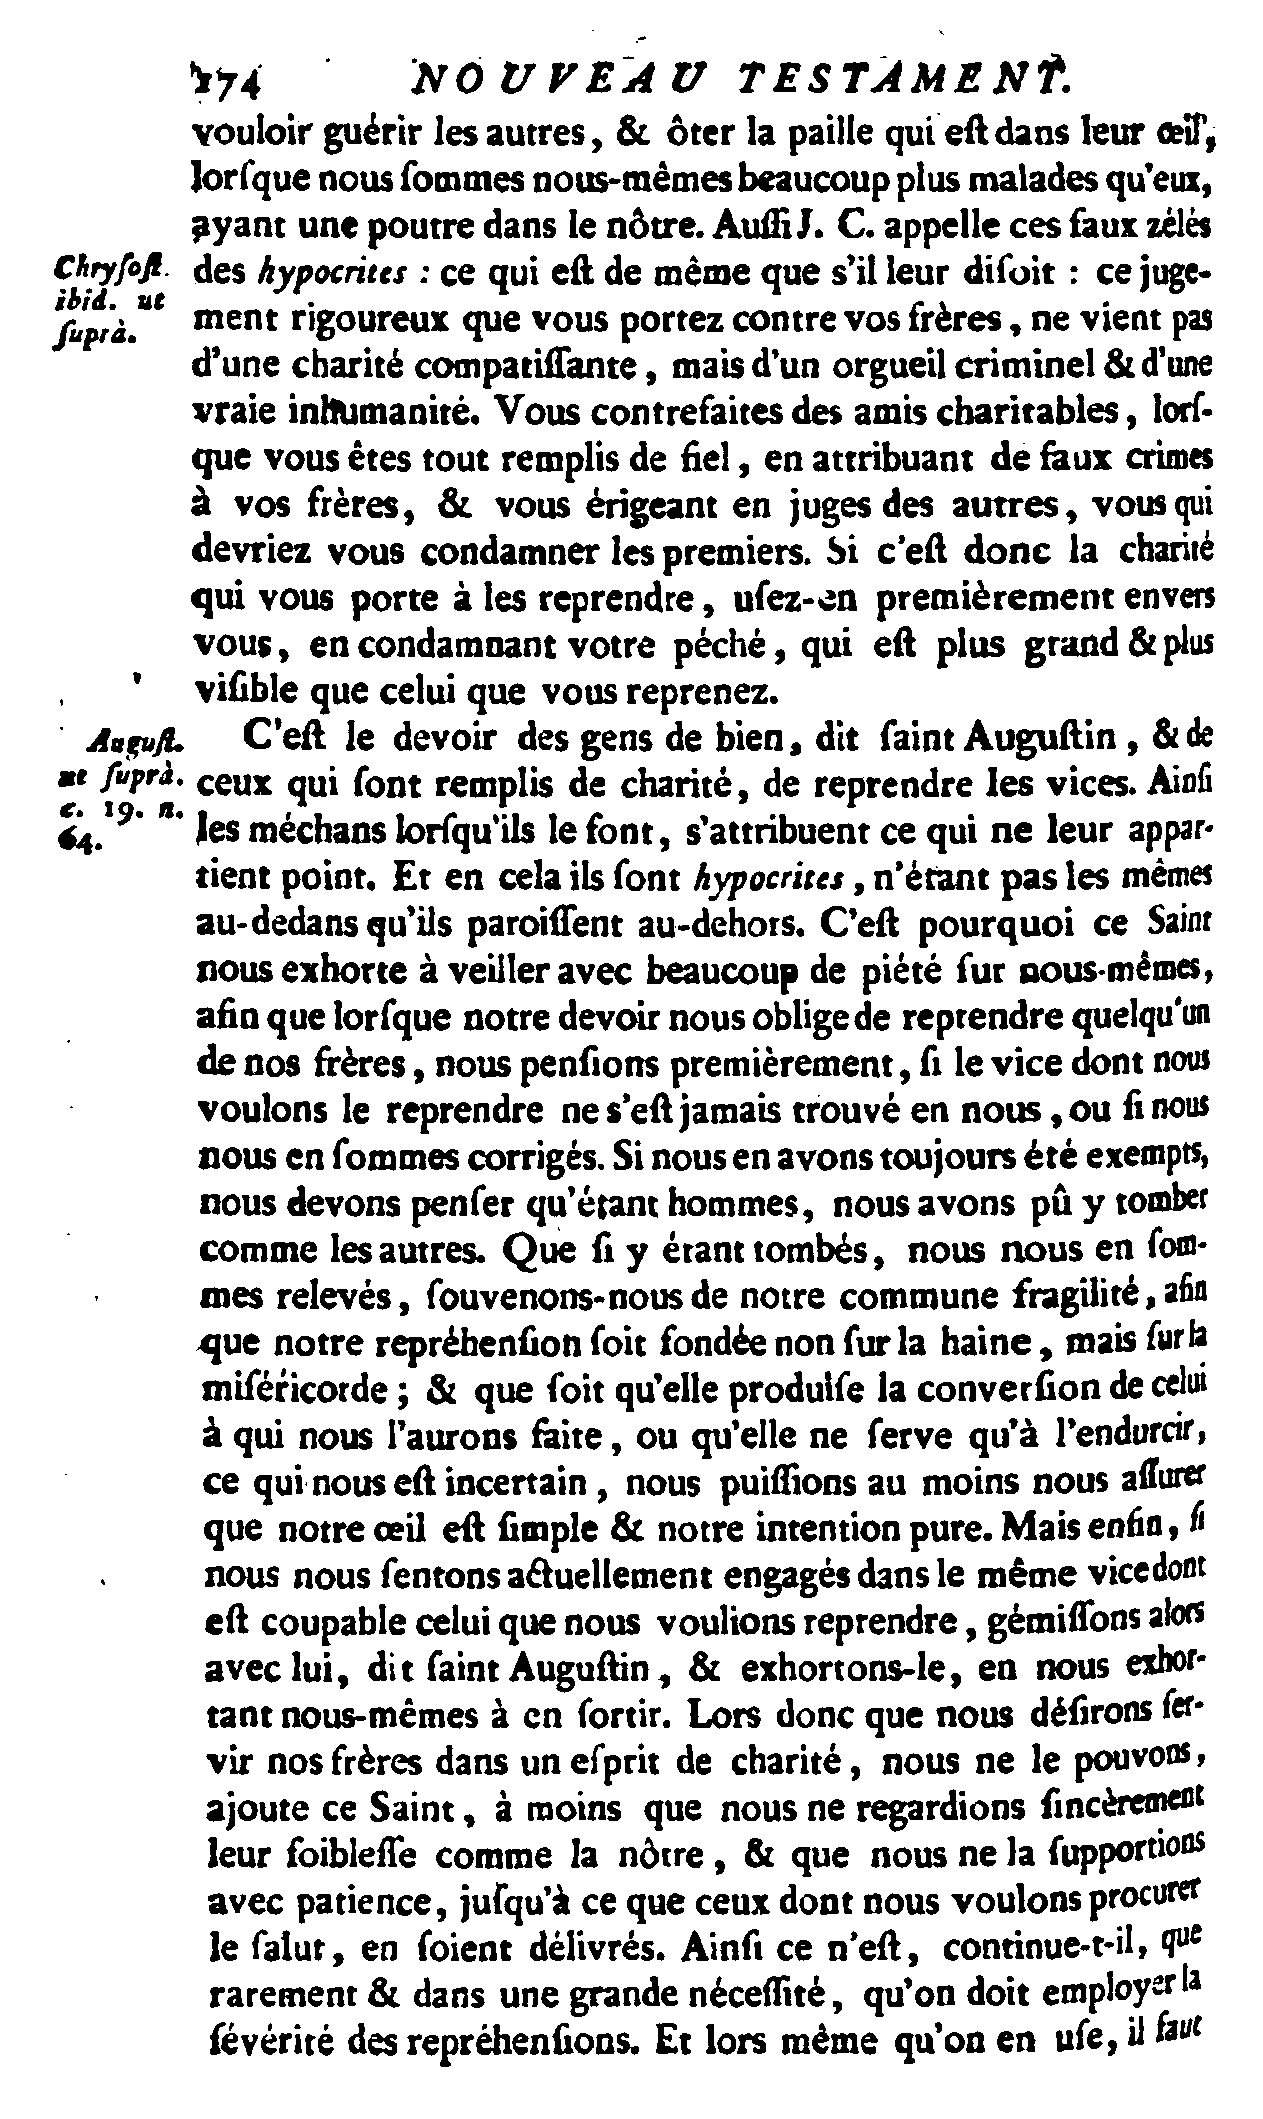 174 NOUVEAU TESTAMENT.
vouloir guérir les autres, & ôter la paille qui eſt dans leur œil,
lorſque nous ſommes nous-mêmes beaucoup plus malades qu'eux,
ayant une poutre dans le nôtre. Auſſi J. C. appelle ces faux zélés
Chryſoſt.
ibid. ut
ſuprà.
des hypocrites : ce qui eſt de même que s'il leur diſoit : ce juge-
ment rigoureux que vous portez contre vos frères, ne vient pas
d'une charité compatiſſante, mais d'un orgueil criminel & d'une
vraie inhumanité. Vous contrefaites des amis charitables, lorſ-
que vous êtes tout remplis de fiel, en attribuant de faux crimes
à vos frères, & vous érigeant en juges des autres, vous qui
devriez vous condamner les premiers. Si c'eſt donc la charité
qui vous porte à les reprendre, uſez-en premièrement envers
vous, en condamnant votre péché, qui eſt plus grand & plus
viſible que celui que vous reprenez.
Auguſt.
ut ſuprà.
c. 19. n.
64.
C'eſt le devoir des gens de bien, dit ſaint Auguſtin, & de
ceux qui ſont remplis de charité, de reprendre les vices. Ainſi
les méchans lorſqu'ils le font, s'attribuent ce qui ne leur appar-
tient point. Et en cela ils ſont hypocrites, n'étant pas les mêmes
au-dedans qu'ils paroiſſent au-dehors. C'eſt pourquoi ce Saint
nous exhorte à veiller avec beaucoup de piété ſur nous-mêmes,
afin que lorſque notre devoir nous oblige de reprendre quelqu'un
de nos frères, nous penſions premièrement, ſi le vice dont nous
voulons le reprendre ne s'eſt jamais trouvé en nous, ou ſi nous
nous en ſommes corrigés. Si nous en avons toujours été exempts,
nous devons penſer qu'étant hommes, nous avons pû y tomber
comme les autres. Que ſi y étant tombés, nous nous en ſom-
mes relevés, ſouvenons-nous de notre commune fragilité, afin
que notre repréhenſion ſoit fondée non ſur la haine, mais ſur la
miſéricorde ; & que ſoit qu'elle produiſe la converſion de celui
à qui nous l'aurons faite, ou qu'elle ne ſerve qu'à l'endurcir,
ce qui nous eſt incertain, nous puiſſions au moins nous aſſurer
que notre œil eſt ſimple & notre intention pure. Mais enfin, ſi
nous nous ſentons actuellement engagés dans le même vice dont
eſt coupable celui que nous voulions reprendre, gémiſſons alors
avec lui, dit ſaint Auguſtin, & exhortons-le, en nous exhor-
tant nous-mêmes à en ſortir. Lors donc que nous déſirons ſer-
vir nos frères dans un eſprit de charité, nous ne le pouvons,
ajoute ce Saint, à moins que nous ne regardions ſincèrement
leur foibleſſe comme la nôtre, & que nous ne la ſupportions
avec patience, juſqu'à ce que ceux dont nous voulons procurer
le ſalut, en ſoient délivrés. Ainſi ce n'eſt, continue-t-il, que
rarement & dans une grande néceſſité, qu'on doit employer la
ſévérité des repréhenſions. Et lors même qu'on en uſe, il faut